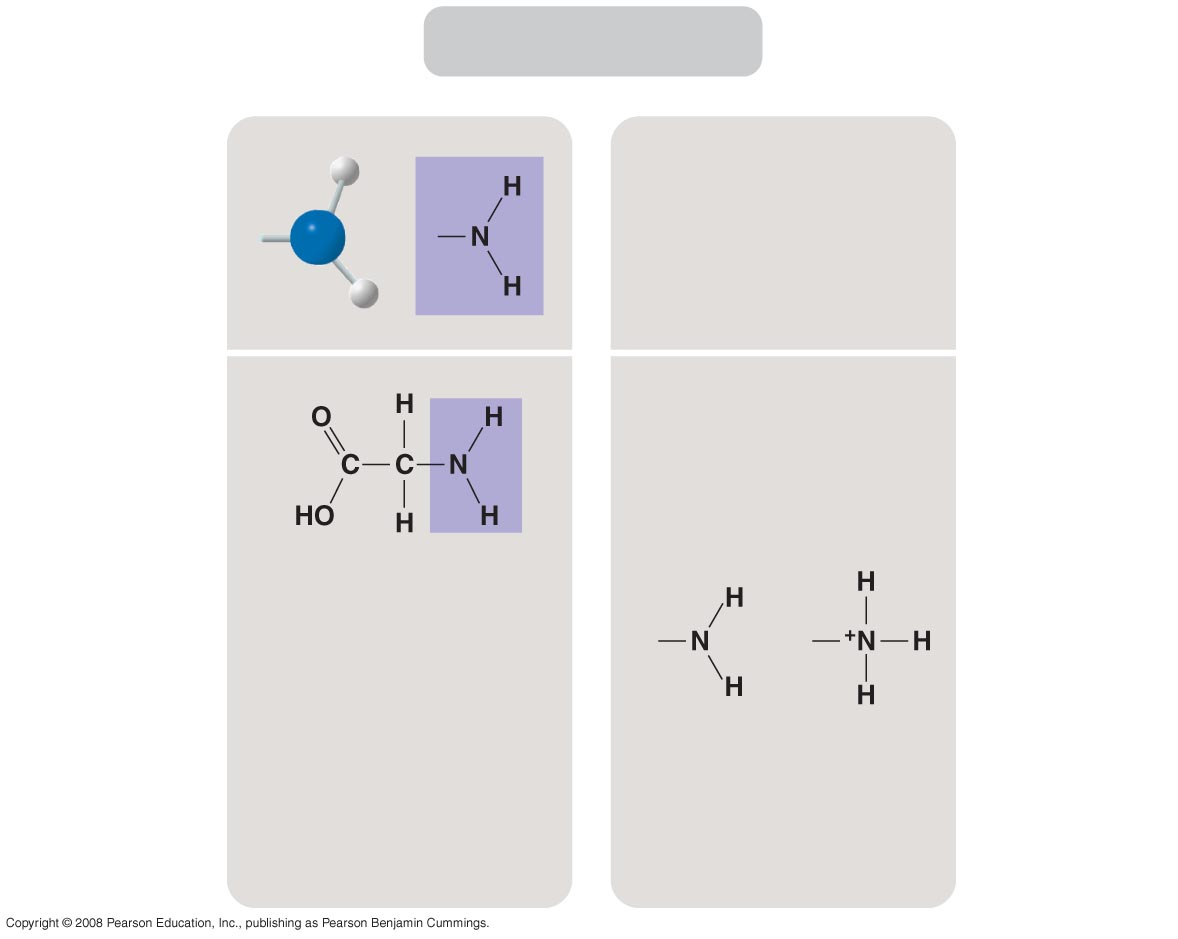 H
N
H
H
O
H
C
C
N
HO
H
H
H
H
N
+N
H
H
H
Copyright © 2008 Pearson Education, Inc., publishing as Pearson Benjamin Cummings.